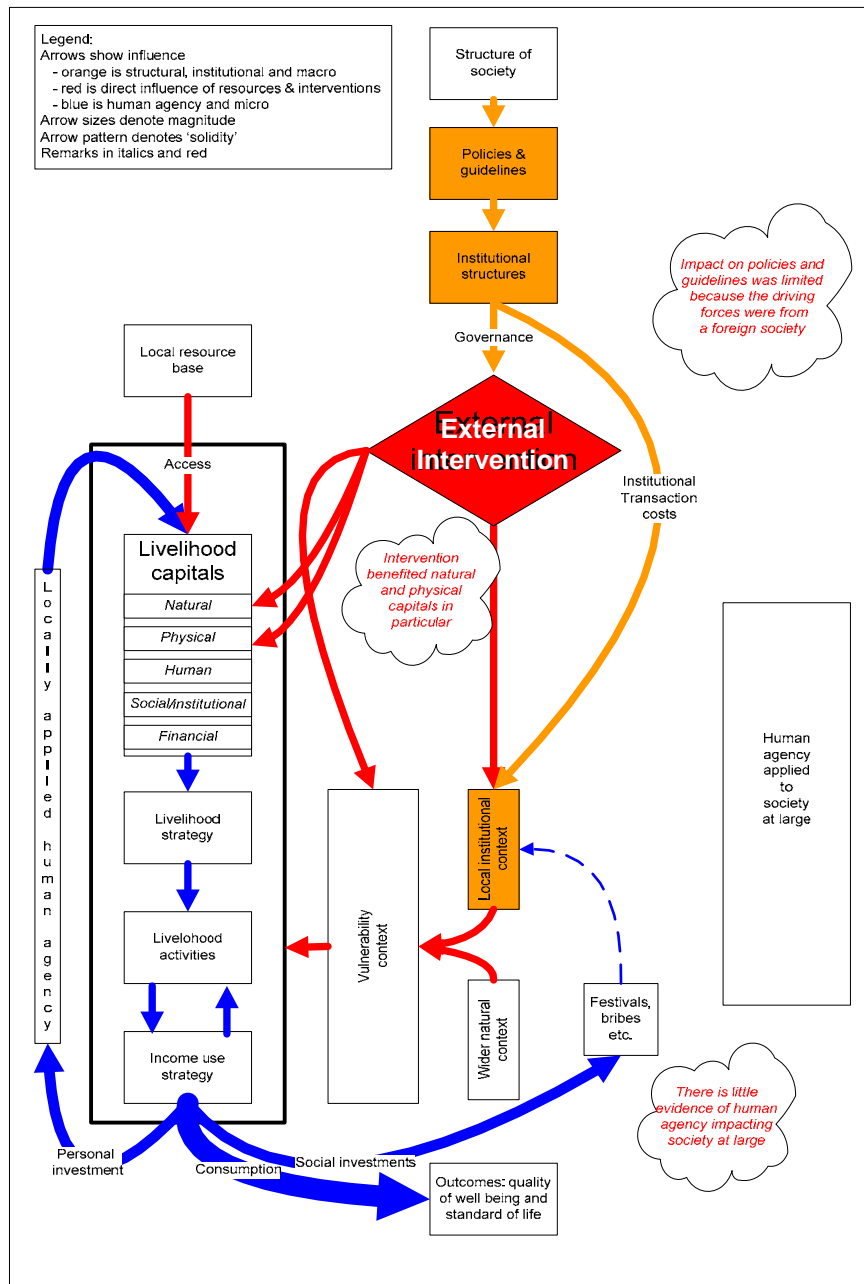 Legend:
Arrows show influence
- orange is structural, institutional and macro
- red is direct influence of resources & interventions
- blue is human agency and micro
Arrow sizes denote magnitude
Arrow pattern denotes ‘solidity’
Remarks in italics and red
Structure of
society
Policies &
guidelines
Institutional
structures
Impact on policies and
guidelines was limited
because the driving
forces were from
a foreign society
Governance
Local resource
base
External
intervention
External
Intervention
Access
Institutional
Transaction
costs
Intervention
benefited natural
and physical
capitals in
particular
Livelihood
capitals
Natural
Physical
Human
Social/institutional
Financial
Locally applied human agency
Livelihood
strategy
Livelohood
activities
Income use
strategy
Vulnerability
context
Local institutional
context
Wider natural
context
Festivals,
bribes
etc.
Human
agency
applied
to
society
at large
There is little
evidence of human
agency impacting
society at large
Personal
investment
Consumption
Social investments
Outcomes: quality
of well being and
standard of life